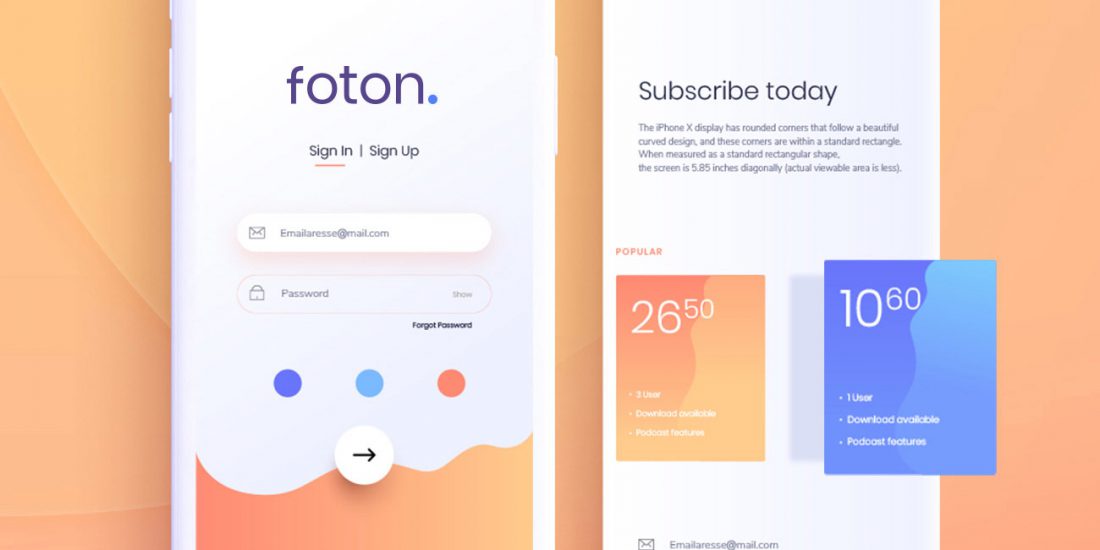 foton.
Sign In | Sign Up
Emailaresse@mail.com
Password
Show
Forgot Password
Subscribe today
The iPhone X display has rounded corners that follow a beautiful
curved design, and these corners are within a standard rectangle.
When measured as a standard rectangular shape,
the screen is 5.85 inches diagonally (actual viewable area is less).
POPULAR
26 50
• 3 User
• Download available
• Podcast features
10 60
• 1 User
• Download available
• Podcast features
Emailaresse@mail.com